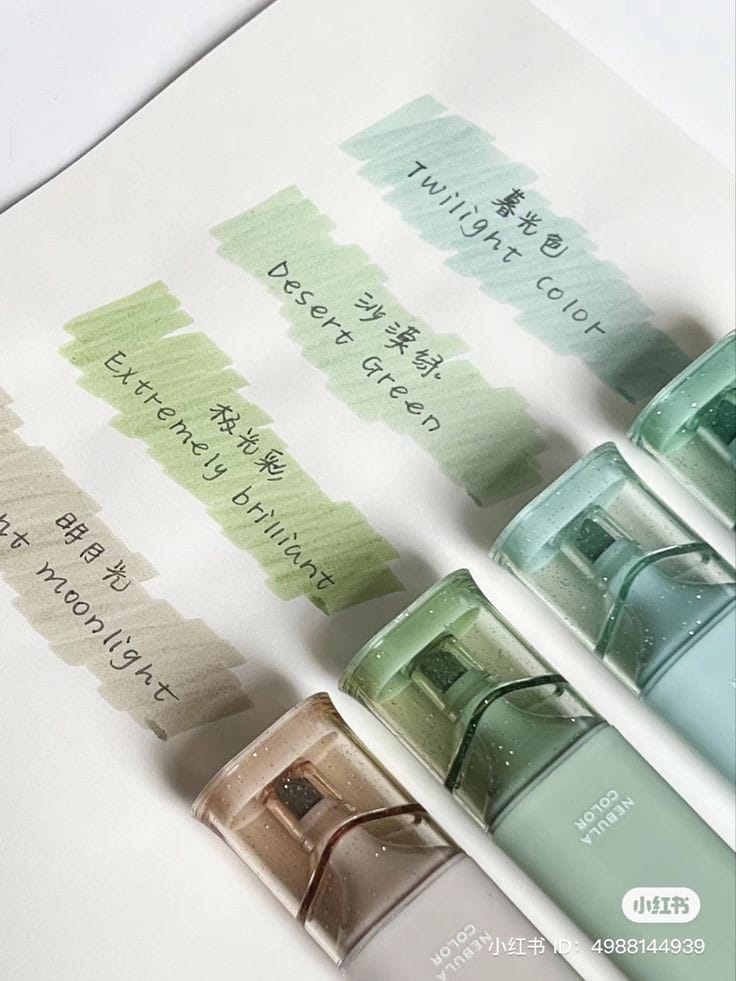 暮光色
Twilight color
沙漠绿
Desert Green
极光彩
Extremely brilliant
明月光
moonlight
NEBULA
COLOR
NEBULA
COLOR
小红书
小红书 ID: 4988144939